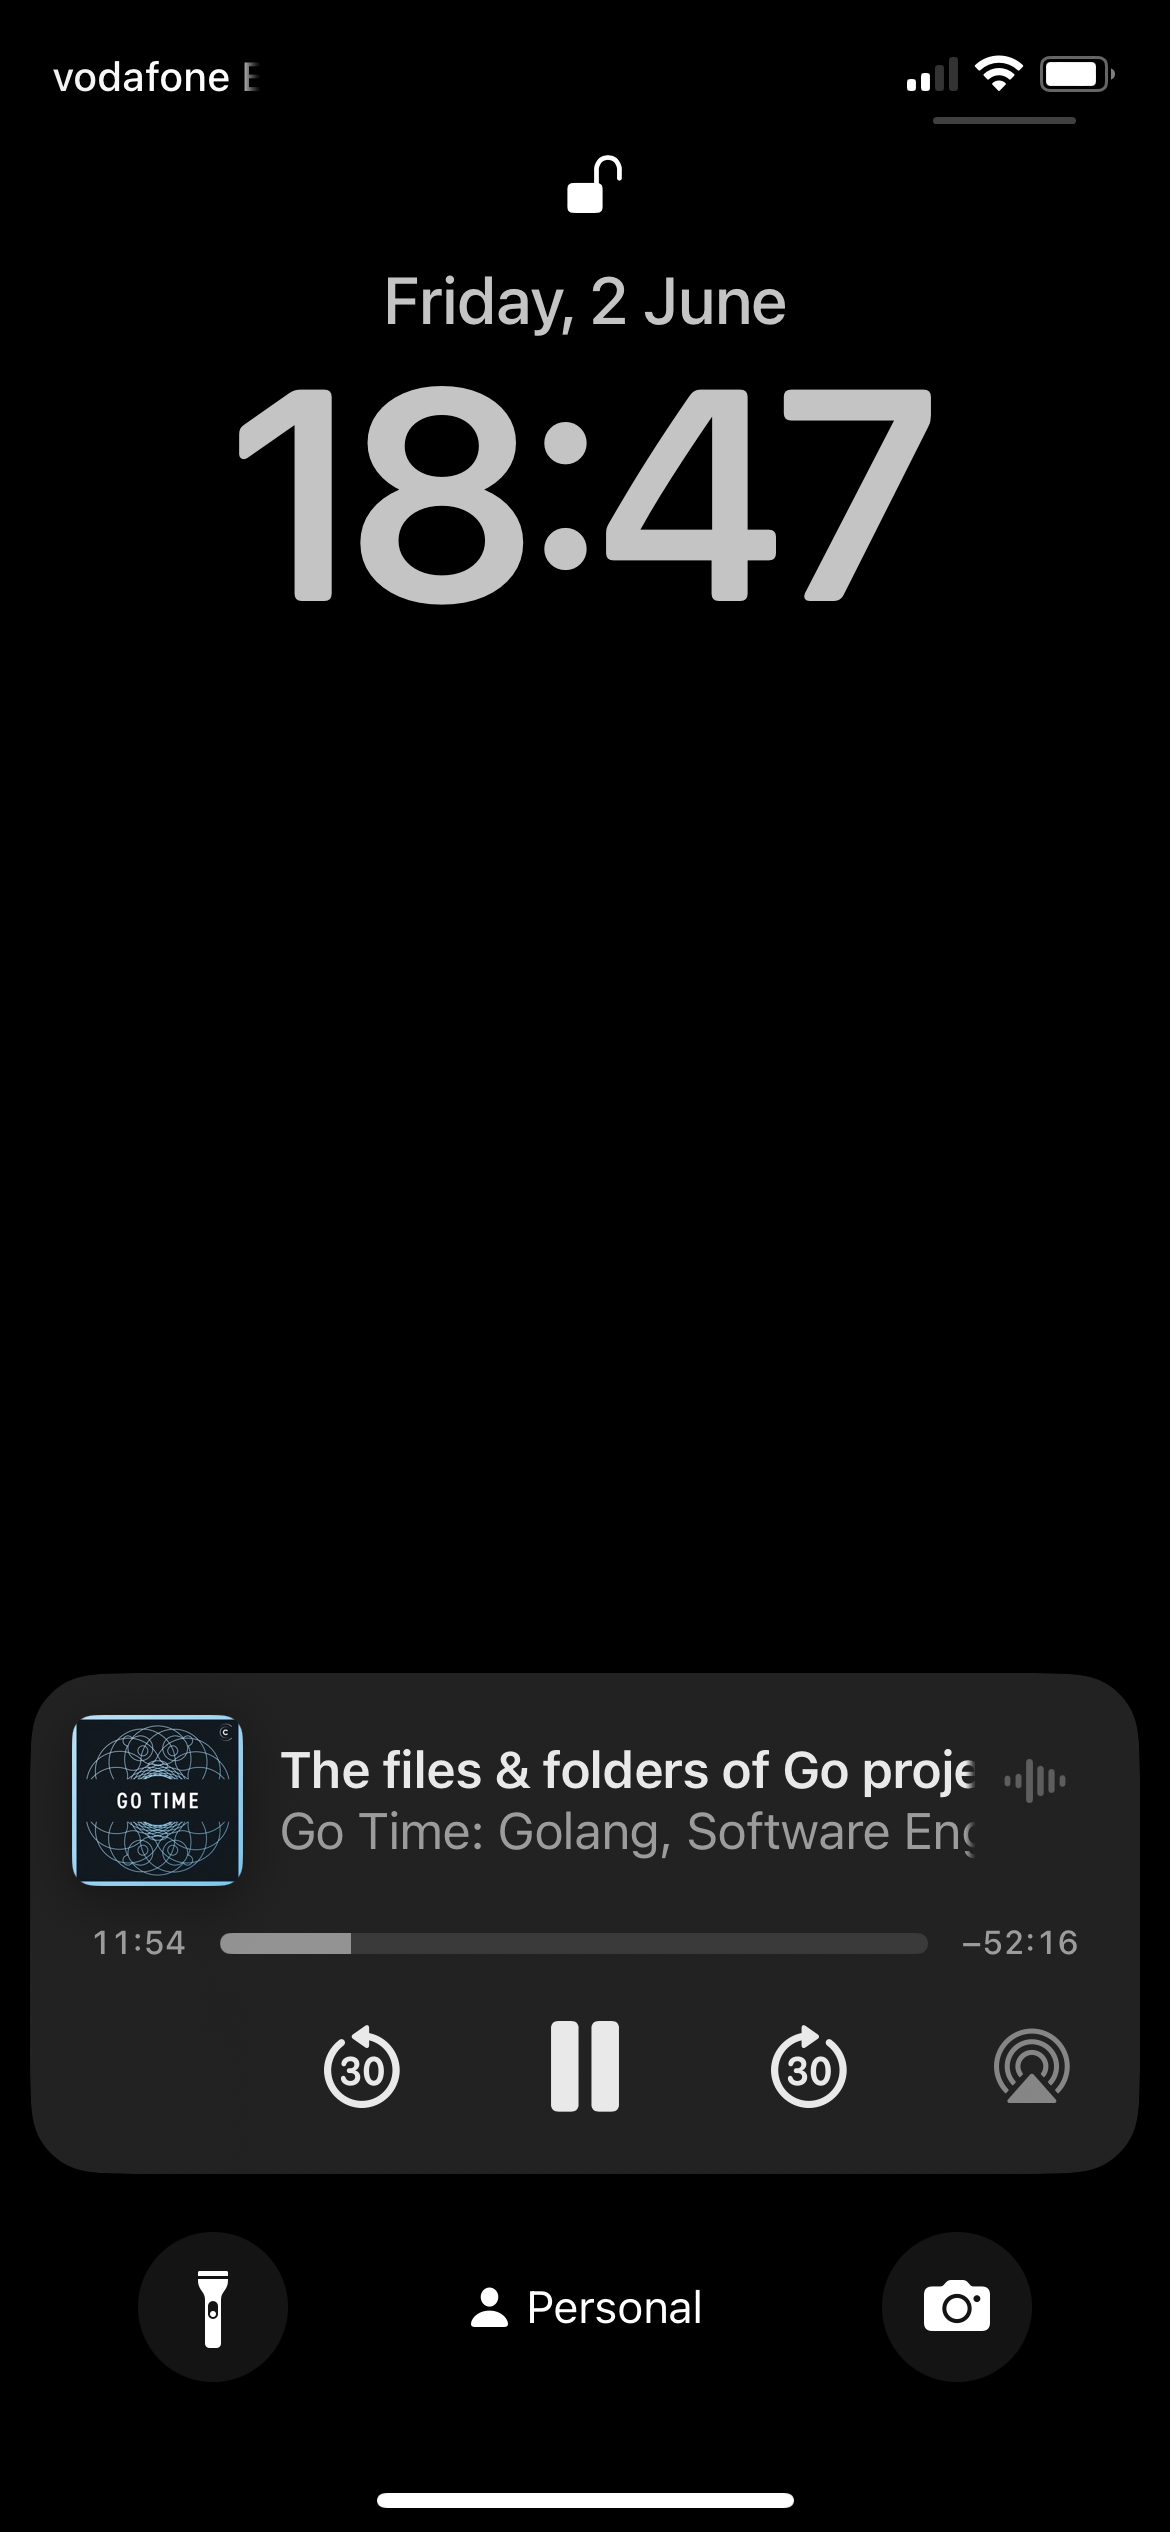 vodafone
Friday, 2 June
18:47
GO TIME
The files & folders of Go proje
Go Time: Golang, Software Eng
11:54
–52:16
30
30
Personal